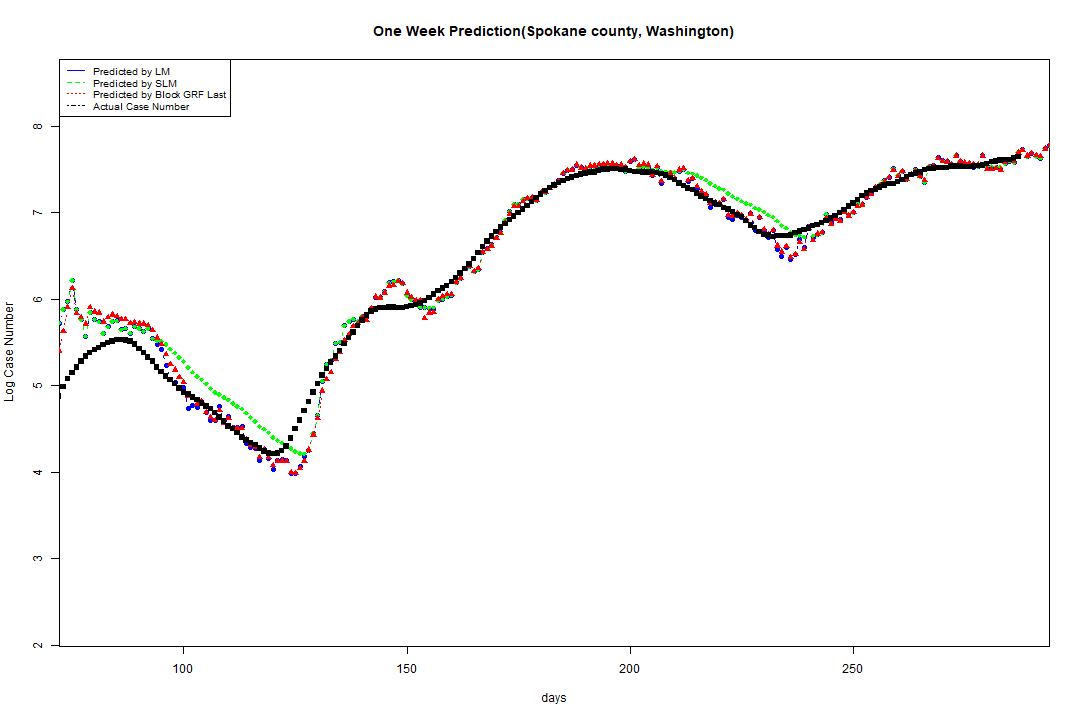 One Week Prediction(Spokane county, Washington)
Predicted by LM
Predicted by SLM
Predicted by Block GRF Last
Actual Case Number
8
7
6
5
4
3
2
Log Case Number
100 150 200 250
days